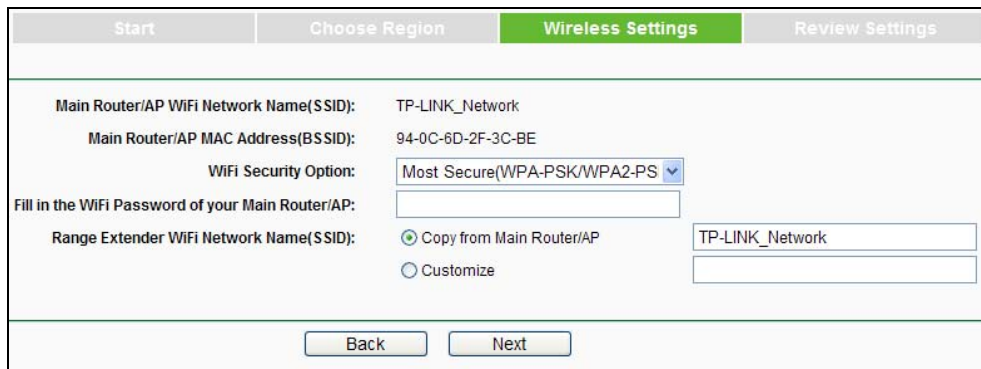 Start Choose Region Wireless Settings Review Settings
Main Router/AP WiFi Network Name(SSID): TP-LINK_Network
Main Router/AP MAC Address(BSSID): 94-0C-6D-2F-3C-BE
WiFi Security Option: Most Secure(WPA-PSK/WPA2-PS
Fill in the WiFi Password of your Main Router/AP:
Range Extender WiFi Network Name(SSID): Copy from Main Router/AP TP-LINK_Network
Customize
Back Next